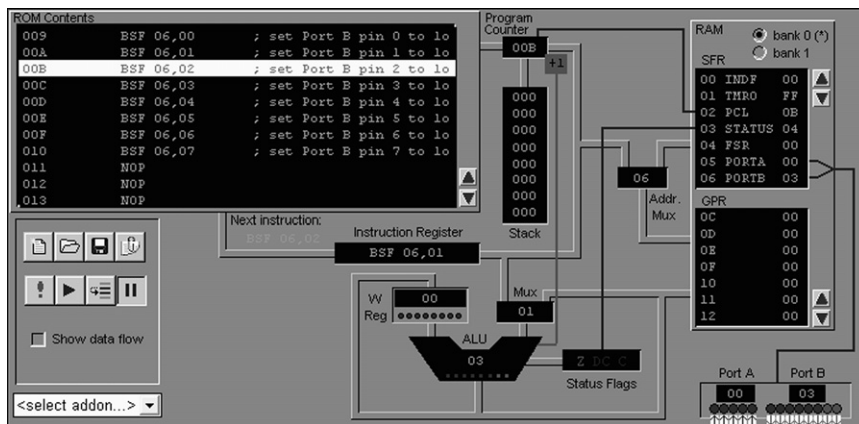 ROM Contents
009 BSF 06,00 ; set Port B pin 0 to lo
00A BSF 06,01 ; set Port B pin 1 to lo
00B BSF 06,02 ; set Port B pin 2 to lo
00C BSF 06,03 ; set Port B pin 3 to lo
00D BSF 06,04 ; set Port B pin 4 to lo
00E BSF 06,05 ; set Port B pin 5 to lo
00F BSF 06,06 ; set Port B pin 6 to lo
010 BSF 06,07 ; set Port B pin 7 to lo
011 NOP
012 NOP
013 NOP
Program
Counter
00B
+1
000
000
000
000
000
000
000
000
Stack
RAM
bank 0 (*)
bank 1
SFR
00 INDF 00
01 TMR0 FF
02 PCL 0B
03 STATUS 04
04 FSR 00
05 PORTA 00
06 PORTB 03
GPR
0C 00
0D 00
0E 00
0F 00
10 00
11 00
12 00
06
Addr.
Mux
Next instruction:
BSF 06,02
Instruction Register
BSF 06,01
W
Reg
00
Mux
01
ALU
03
Z DC C
Status Flags
Show data flow
<select addon...>
Port A
00
Port B
03